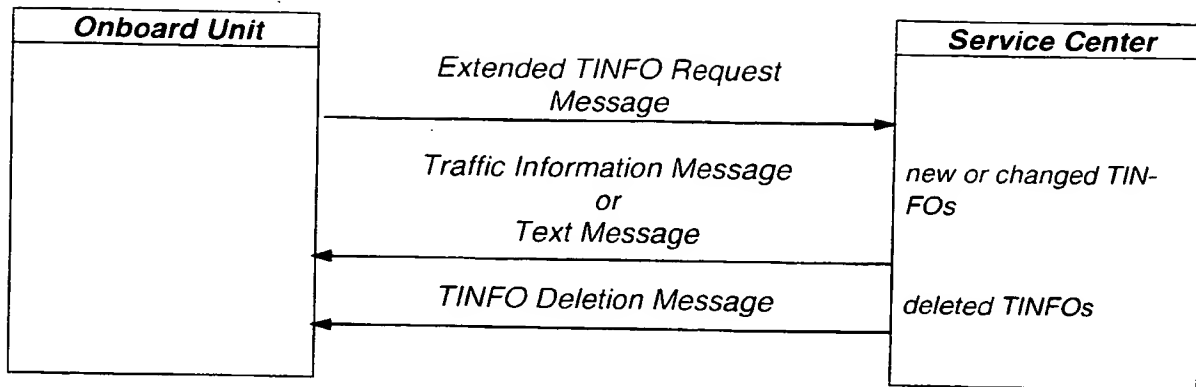 Onboard Unit
Service Center
Extended TINFO Request
Message
Traffic Information Message
or
Text Message
new or changed TIN-
FOs
TINFO Deletion Message
deleted TINFOs